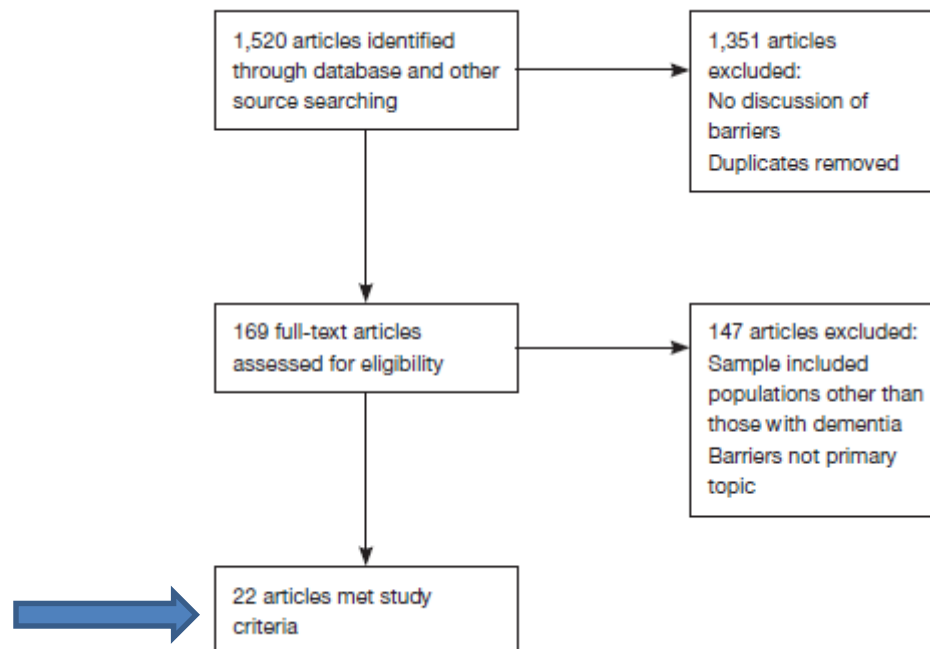 1,520 articles identified
through database and other
source searching
1,351 articles
excluded:
No discussion of
barriers
Duplicates removed
169 full-text articles
assessed for eligibility
147 articles excluded:
Sample included
populations other than
those with dementia
Barriers not primary
topic
22 articles met study
criteria